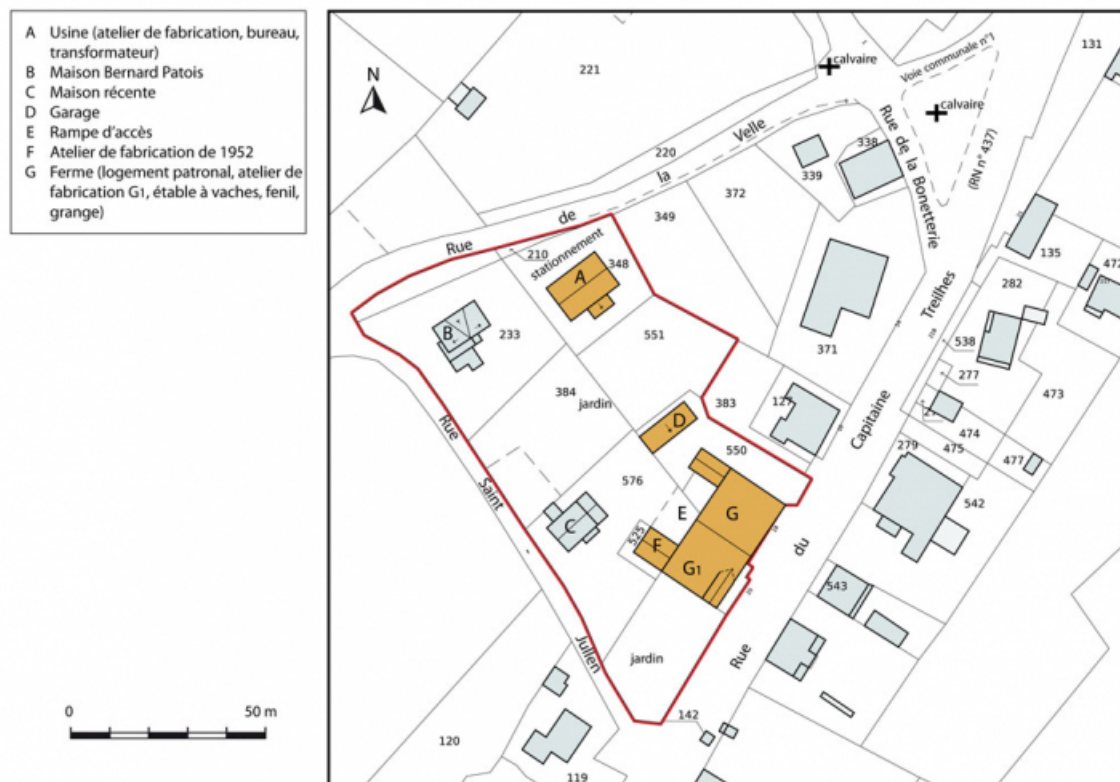 A Usine (atelier de fabrication, bureau,
transformateur)
B Maison Bernard Patois
C Maison récente
D Garage
E Rampe d'accès
F Atelier de fabrication de 1952
G Ferme (logement patronal, atelier de
fabrication G1, étable à vaches, fenil,
grange)
0 50 m
N
221
131
calvaire
Voie communale n°1
calvaire
Rue de la Velle
220
338
339
Rue de la Bonetterie
(RN n° 437)
372
349
210
stationnement
348
A
135
472
282
B
233
551
371
538
277
473
384
jardin
383
127
D
474
475
477
279
550
542
576
E
G
C
525
F
G1
543
Rue Saint Julien
Rue du Capitaine Treilhes
jardin
142
120
119